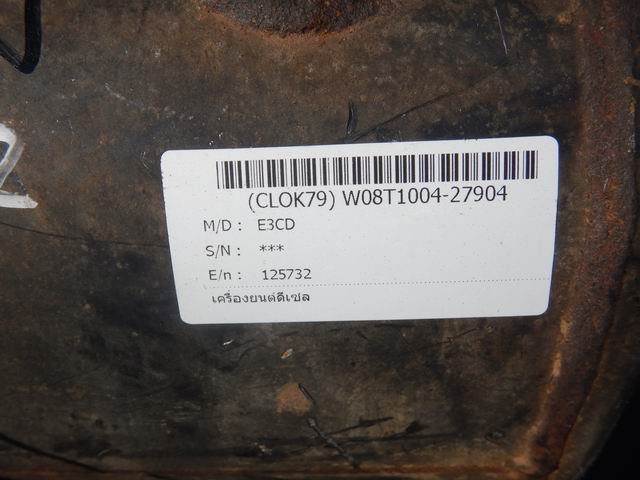 (CLOK79) W08T1004-27904
M/D : E3CD
S/N : ***
E/n : 125732
เครื่องยนต์ดีเซล